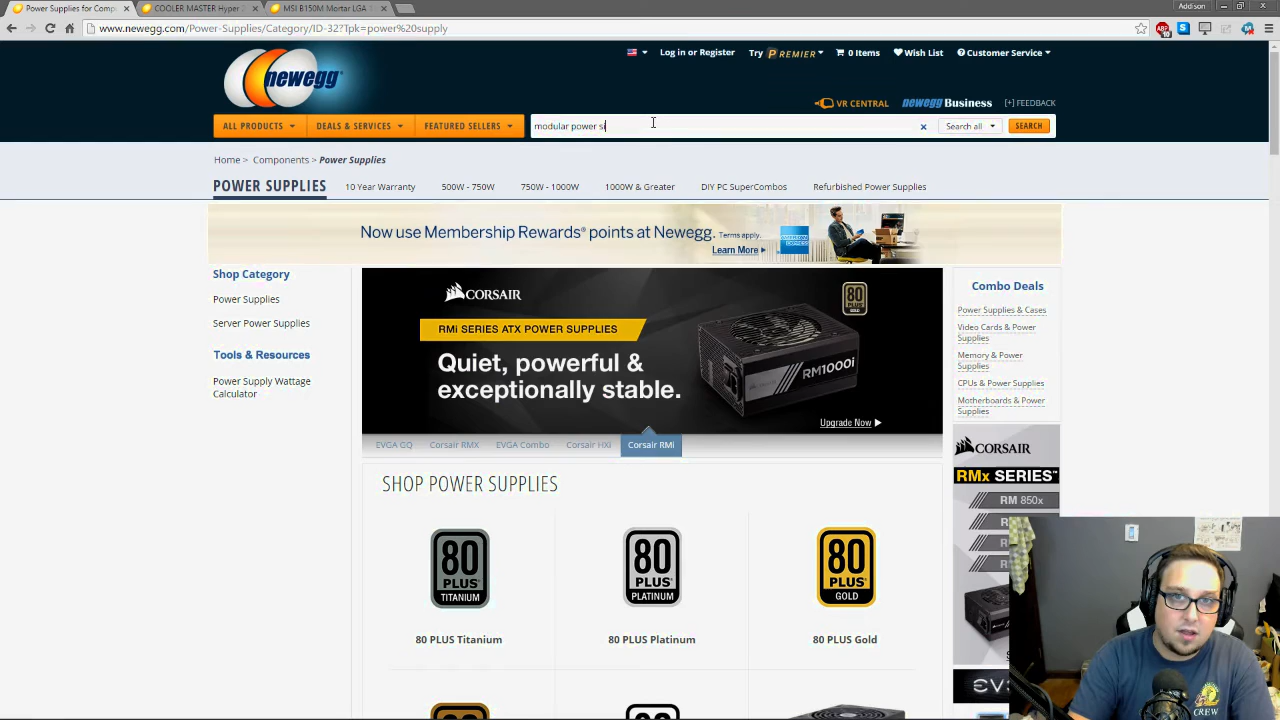 Power Supplies for Comp
COOLER MASTER Hyper
MSI B150M Mortar LGA
Addison
www.newegg.com/Power-Supplies/Category/ID-32?Tpk=power%20supply
newegg
Log in or Register
Try PREMIER
0 Items
Wish List
Customer Service
VR CENTRAL
newegg Business
[+] FEEDBACK
ALL PRODUCTS
DEALS & SERVICES
FEATURED SELLERS
modular power si
Search all
SEARCH
Home > Components > Power Supplies
POWER SUPPLIES
10 Year Warranty
500W - 750W
750W - 1000W
1000W & Greater
DIY PC SuperCombos
Refurbished Power Supplies
Now use Membership Rewards® points at Newegg. Terms apply.
Learn More
Shop Category
Power Supplies
Server Power Supplies
Tools & Resources
Power Supply Wattage
Calculator
CORSAIR
RMi SERIES ATX POWER SUPPLIES
Quiet, powerful &
exceptionally stable.
80 PLUS GOLD
RM1000i
Upgrade Now
EVGA GQ
Corsair RMX
EVGA Combo
Corsair HXi
Corsair RMi
Combo Deals
Power Supplies & Cases
Video Cards & Power
Supplies
Memory & Power
Supplies
CPUs & Power Supplies
Motherboards & Power
Supplies
CORSAIR
RMx SERIES™
RM 850x
SHOP POWER SUPPLIES
80 PLUS TITANIUM
80 PLUS PLATINUM
80 PLUS GOLD
80 PLUS Titanium
80 PLUS Platinum
80 PLUS Gold
80
80
CREW